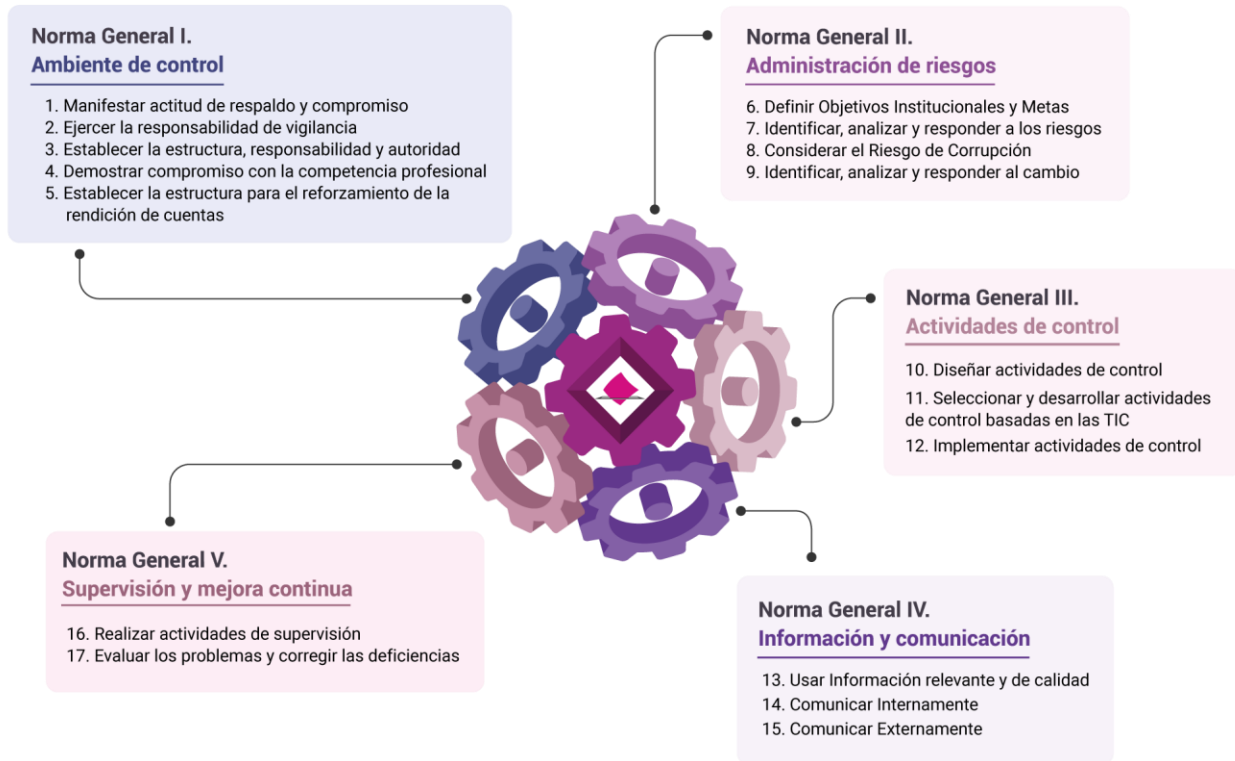 Norma General I.
Ambiente de control
1. Manifestar actitud de respaldo y compromiso
2. Ejercer la responsabilidad de vigilancia
3. Establecer la estructura, responsabilidad y autoridad
4. Demostrar compromiso con la competencia profesional
5. Establecer la estructura para el reforzamiento de la
rendición de cuentas
Norma General II.
Administración de riesgos
6. Definir Objetivos Institucionales y Metas
7. Identificar, analizar y responder a los riesgos
8. Considerar el Riesgo de Corrupción
9. Identificar, analizar y responder al cambio
Norma General III.
Actividades de control
10. Diseñar actividades de control
11. Seleccionar y desarrollar actividades
de control basadas en las TIC
12. Implementar actividades de control
Norma General IV.
Información y comunicación
13. Usar Información relevante y de calidad
14. Comunicar Internamente
15. Comunicar Externamente
Norma General V.
Supervisión y mejora continua
16. Realizar actividades de supervisión
17. Evaluar los problemas y corregir las deficiencias